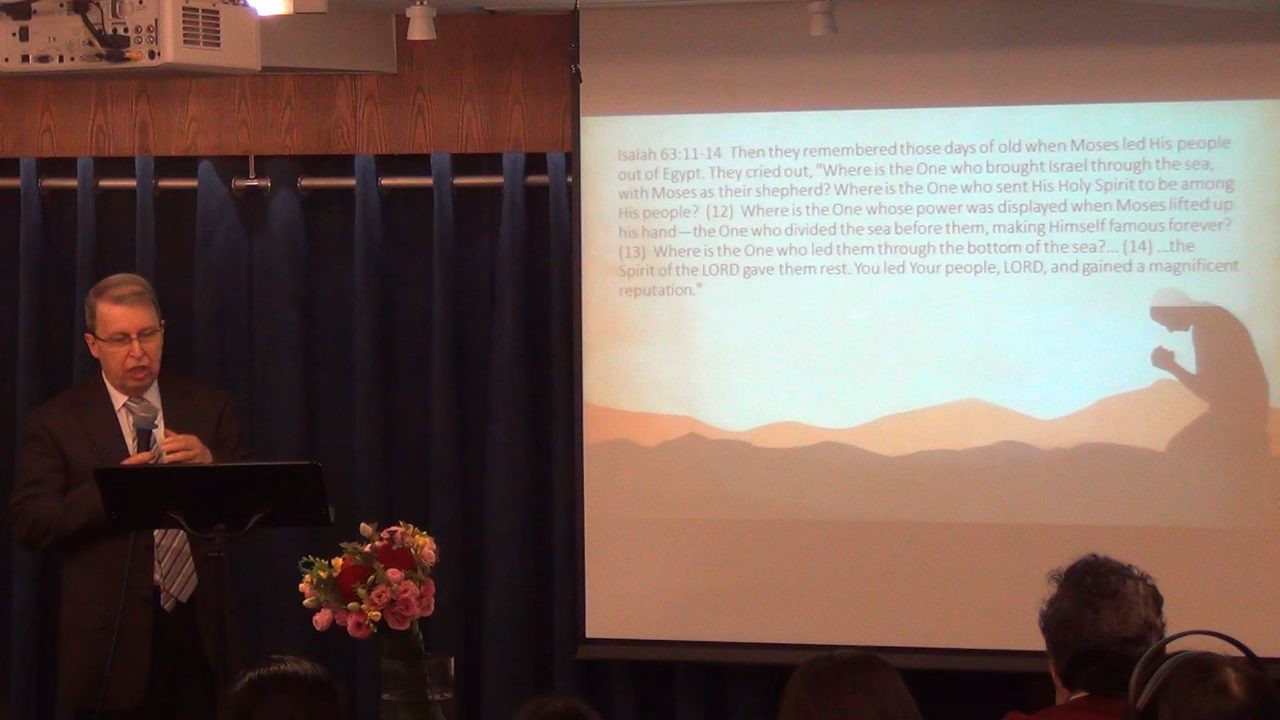 Isaiah 63:11-14 Then they remembered those days of old when Moses led His people
out of Egypt. They cried out, "Where is the One who brought Israel through the sea,
with Moses as their shepherd? Where is the One who sent His Holy Spirit to be among
His people? (12) Where is the One whose power was displayed when Moses lifted up
his hand—the One who divided the sea before them, making Himself famous forever?
(13) Where is the One who led them through the bottom of the sea?... (14) ...the
Spirit of the LORD gave them rest. You led Your people, LORD, and gained a magnificent
reputation."